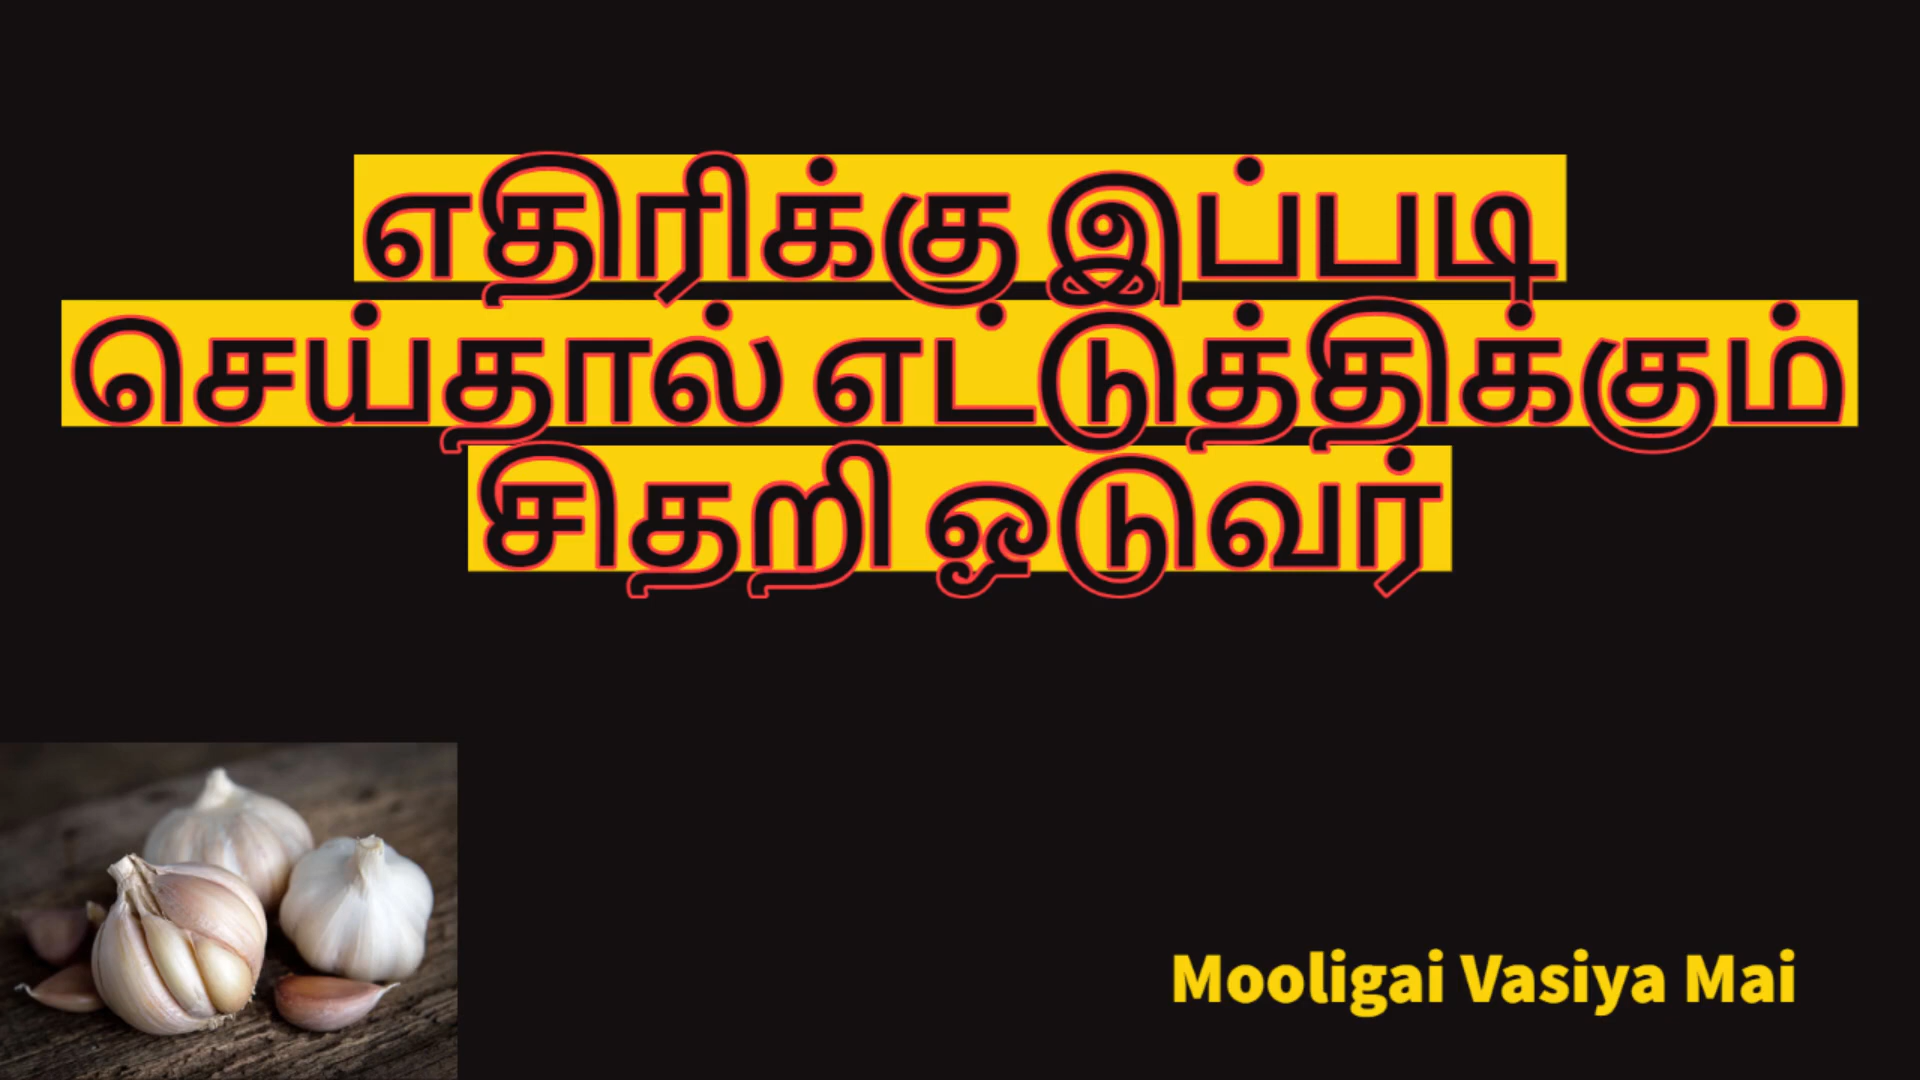 எதிரிக்கு இப்படி
செய்தால் எட்டுத்திக்கும்
சிதறி ஓடுவர்
Mooligai Vasiya Mai